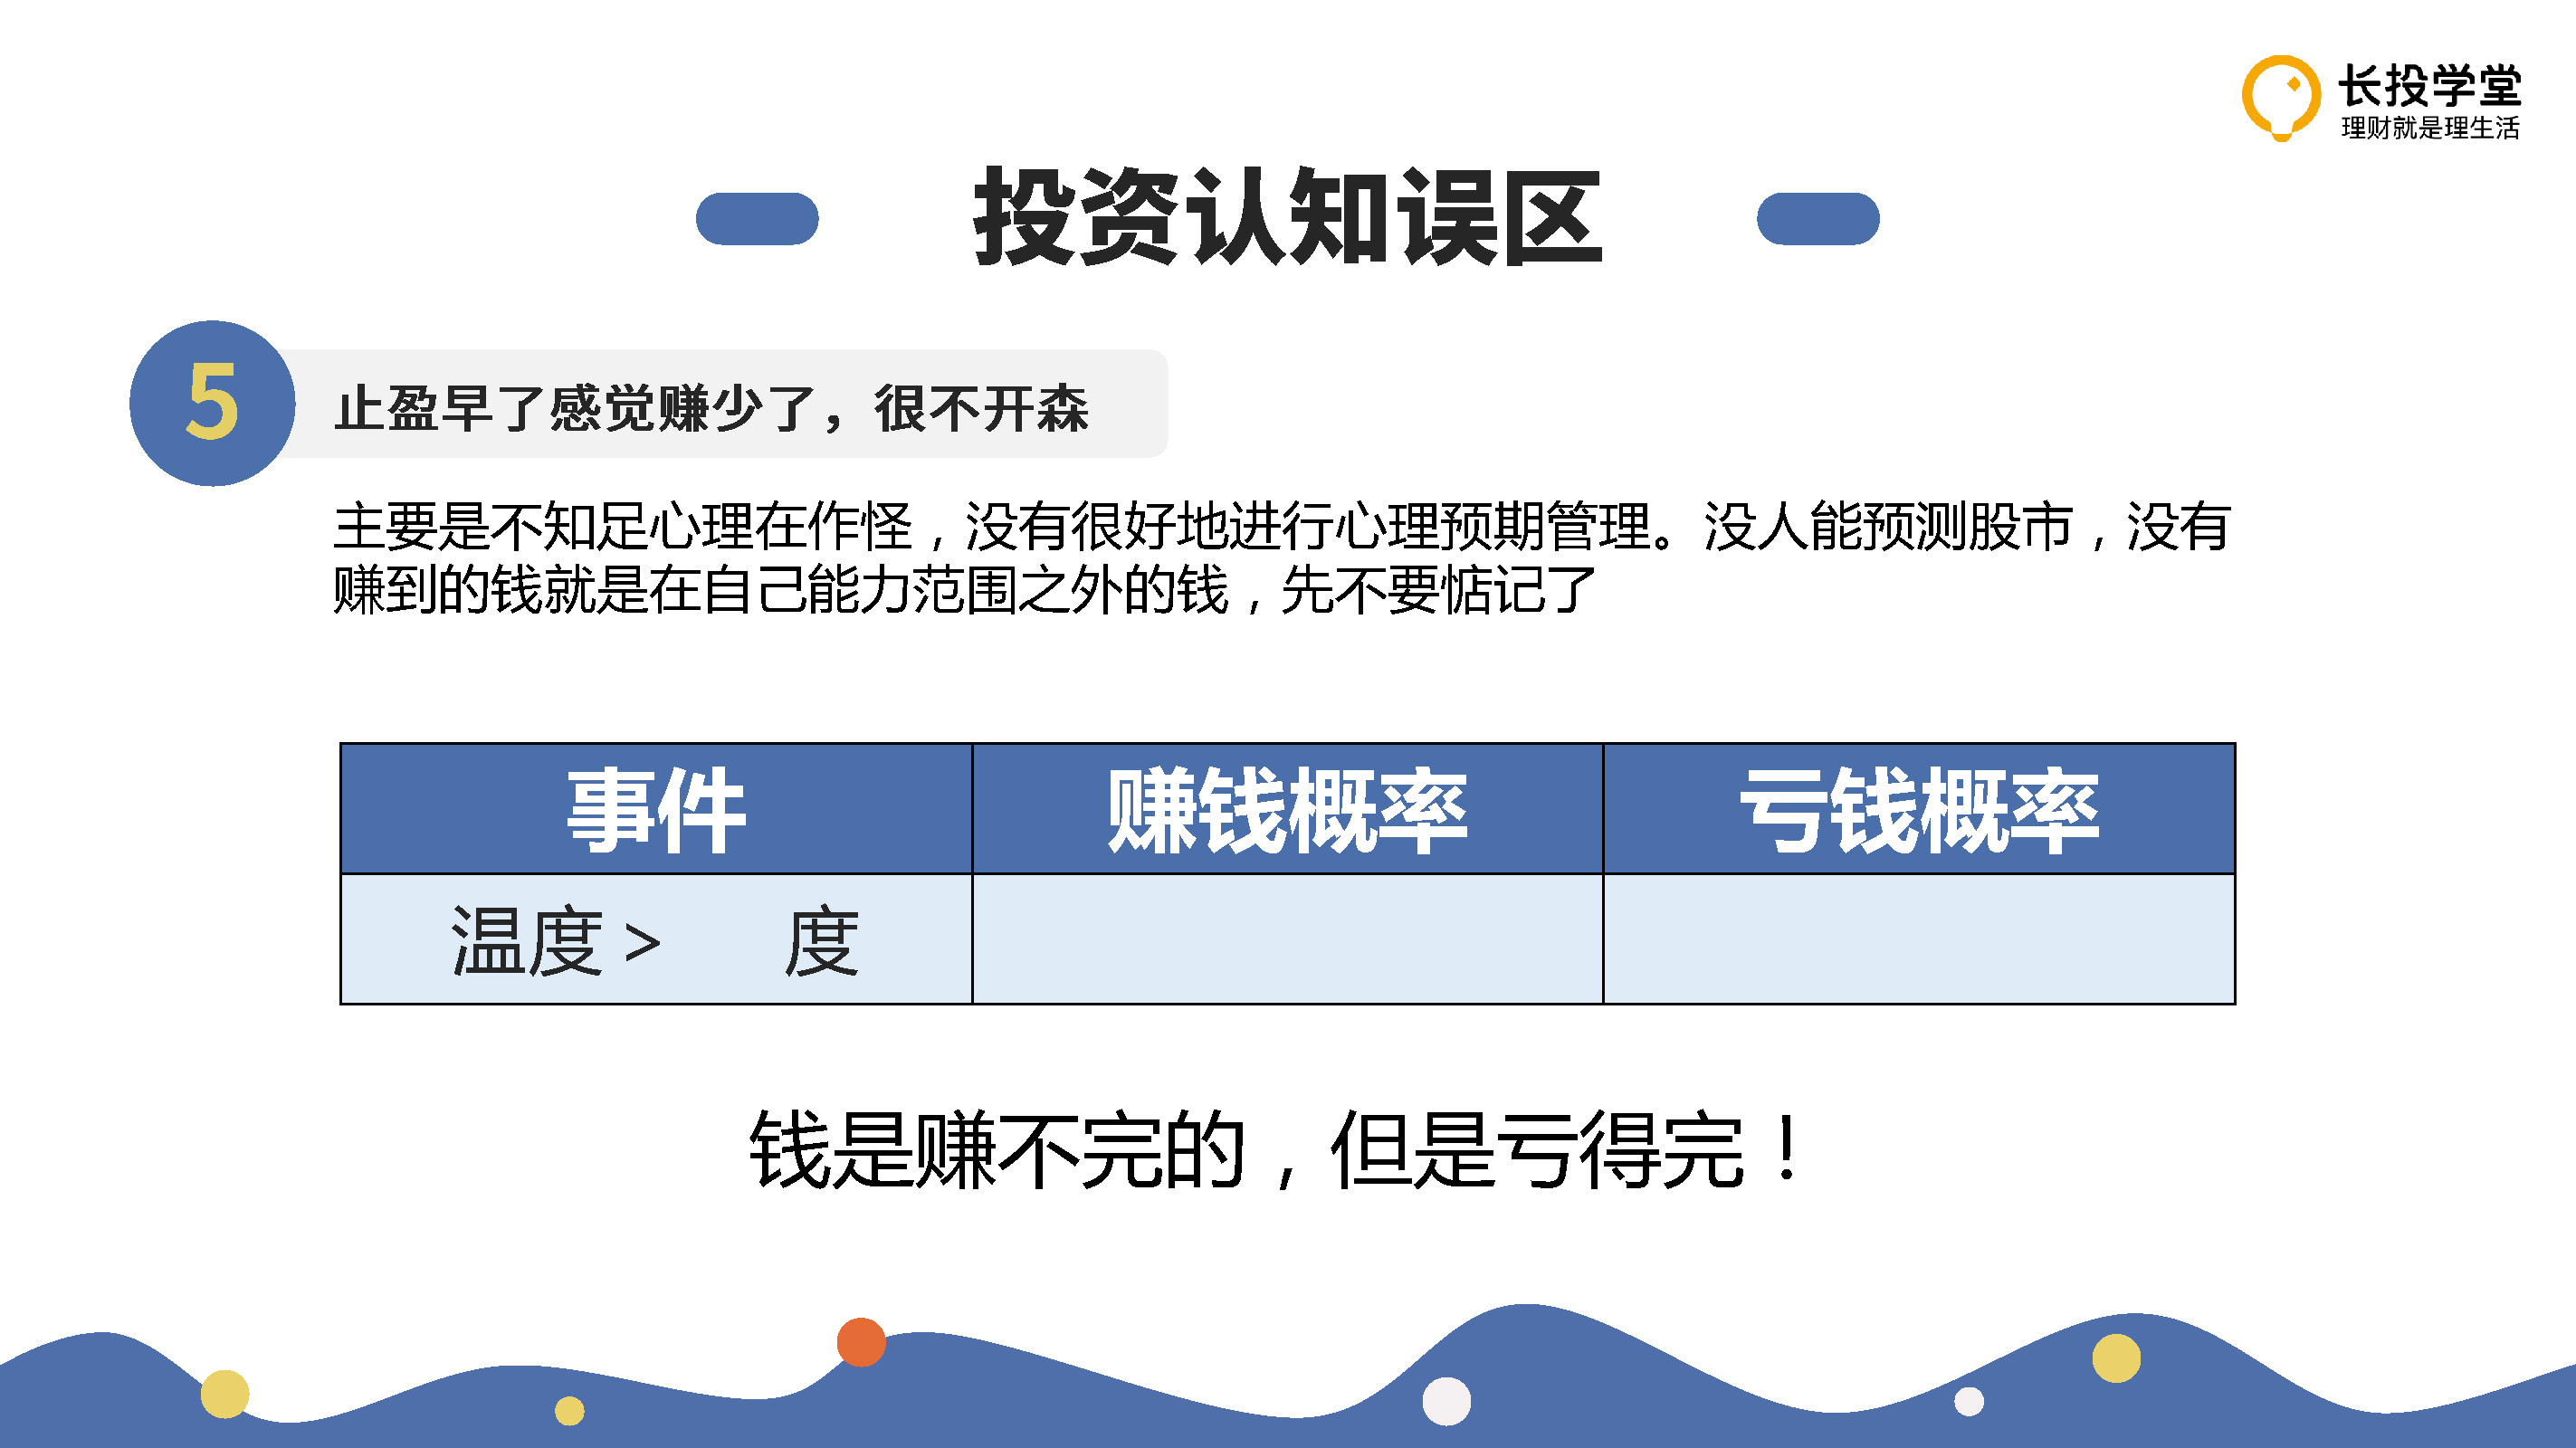 长投学堂
理财就是理生活
投资认知误区
5
止盈早了感觉赚少了，很不开森
主要是不知足心理在作怪，没有很好地进行心理预期管理。没人能预测股市，没有
赚到的钱就是在自己能力范围之外的钱，先不要惦记了
事件 赚钱概率 亏钱概率
温度> 度
钱是赚不完的，但是亏得完！